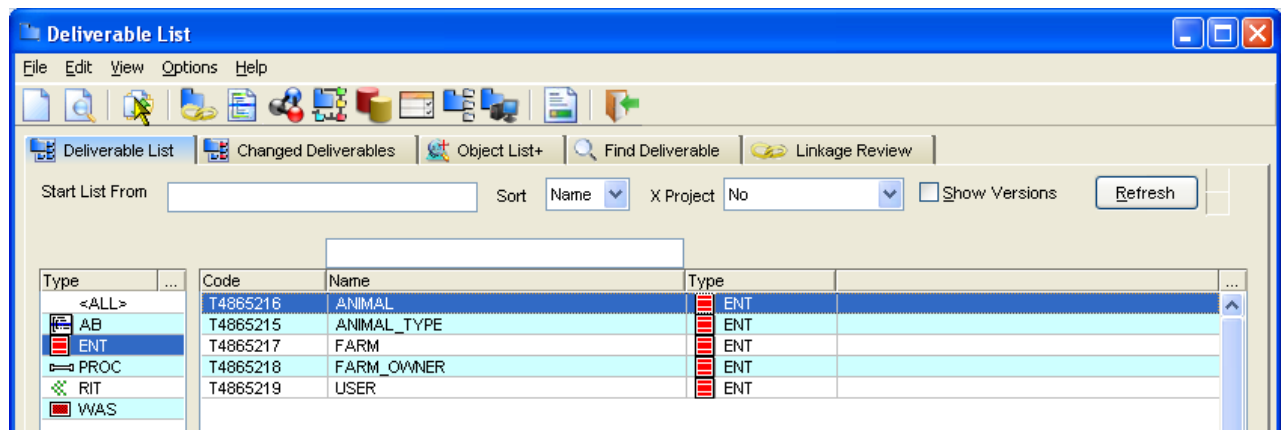 Deliverable List
File Edit View Options Help
Deliverable List Changed Deliverables Object List+ Find Deliverable Linkage Review
Start List From Sort Name X Project No Show Versions Refresh
Type ... Code Name Type ...
<ALL> T4865216 ANIMAL ENT
AB T4865215 ANIMAL_TYPE ENT
ENT T4865217 FARM ENT
PROC T4865218 FARM_OWNER ENT
RIT T4865219 USER ENT
WAS